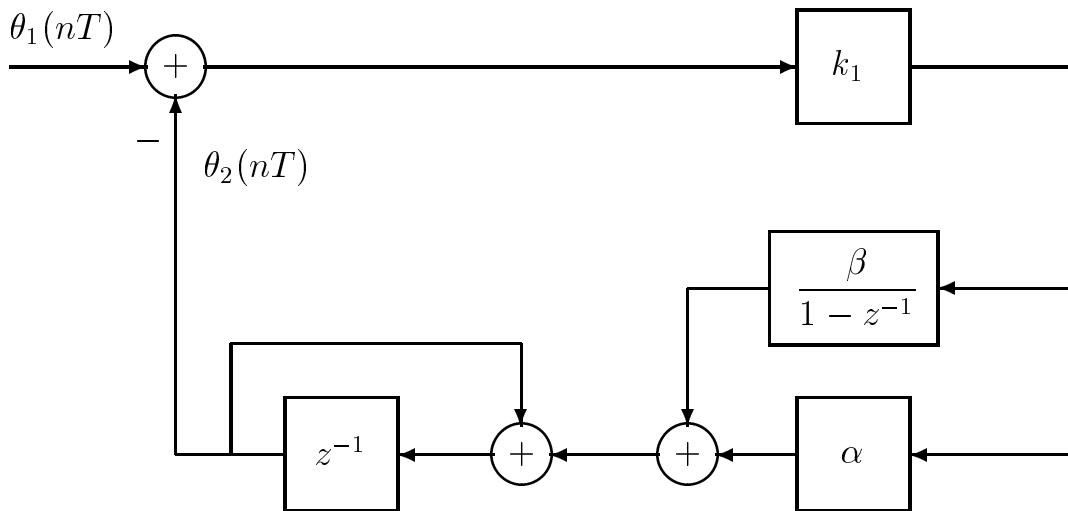 θ₁(nT)
+
k₁
−
θ₂(nT)
β
1 − z⁻¹
z⁻¹
+
+
α